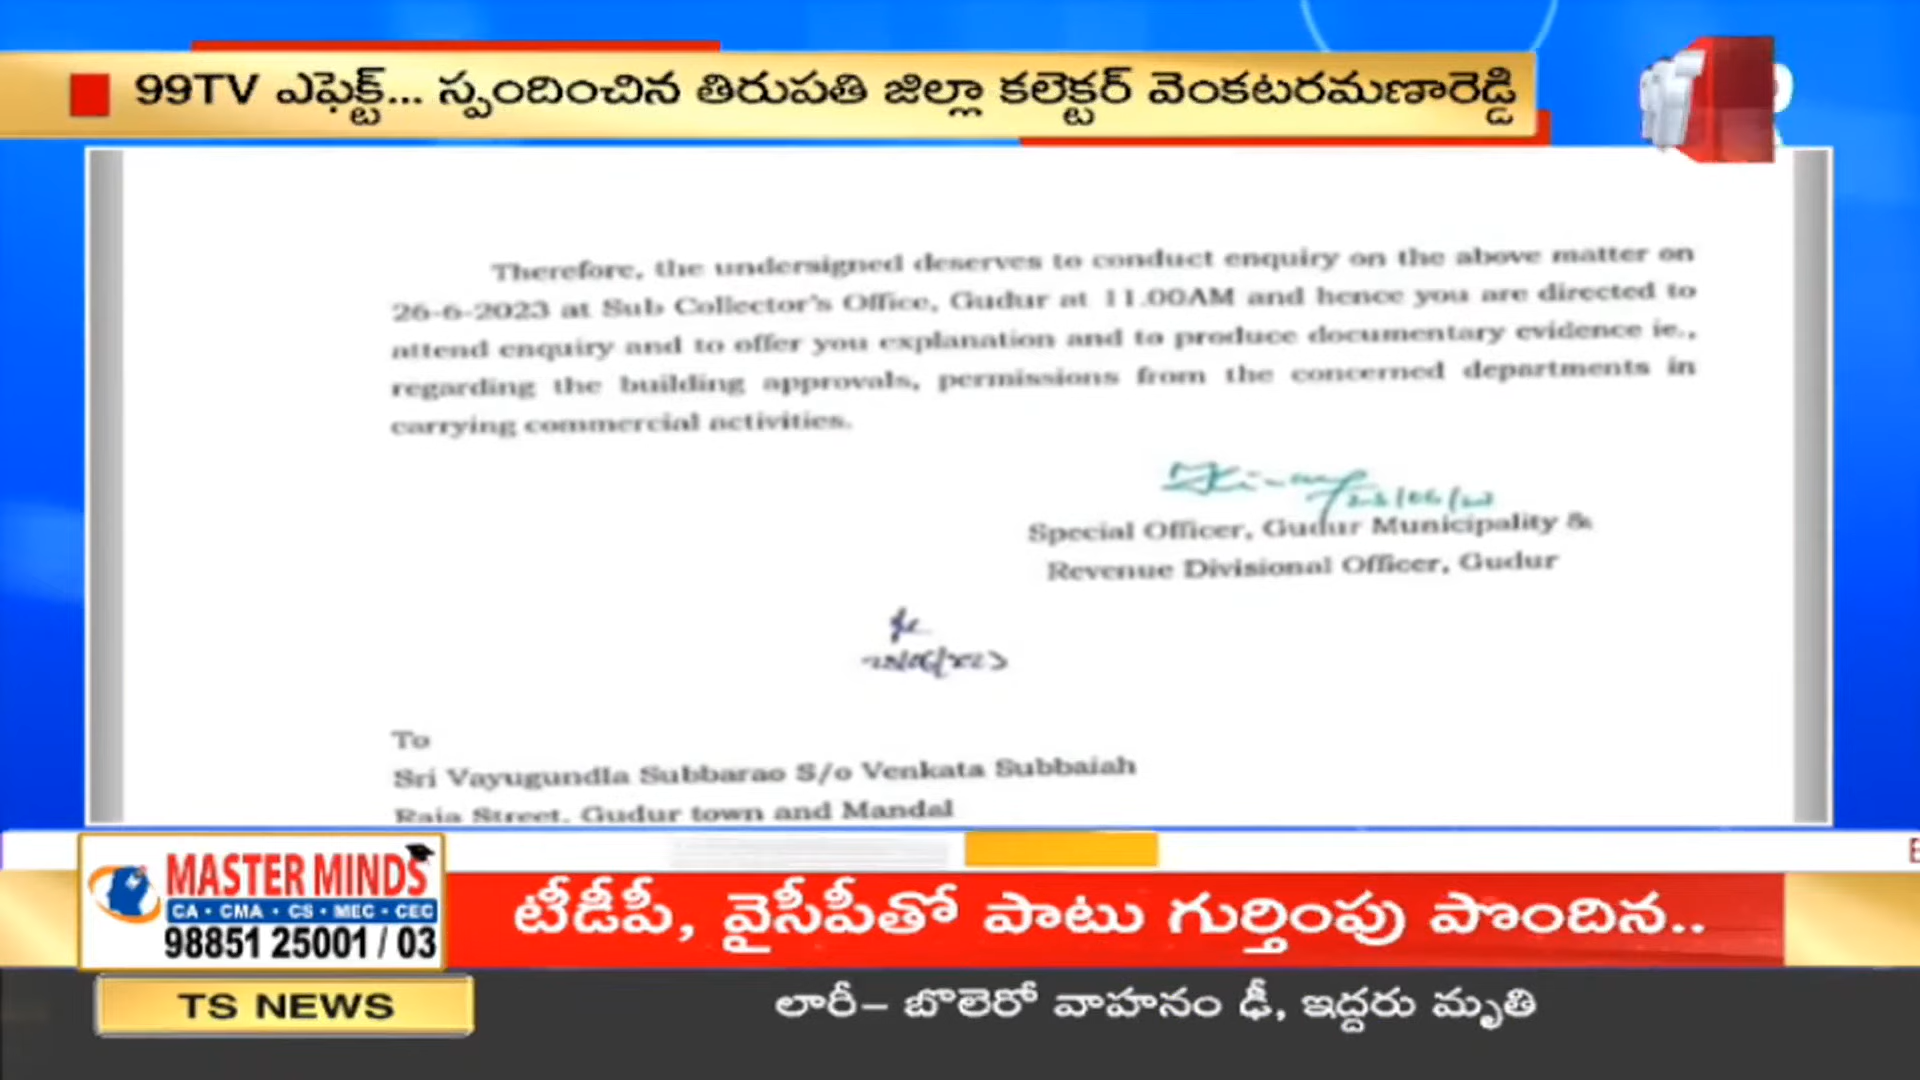 99TV ఎఫెక్ట్... స్పందించిన తిరుపతి జిల్లా కలెక్టర్ వెంకటరమణారెడ్డి
Therefore, the undersigned deserves to conduct enquiry on the above matter on
26-6-2023 at Sub Collector's Office, Gudur at 11.00AM and hence you are directed to
attend enquiry and to offer you explanation and to produce documentary evidence ie.,
regarding the building approvals, permissions from the concerned departments in
carrying commercial activities.
Special Officer, Gudur Municipality &
Revenue Divisional Officer, Gudur
To
Sri Vayugundla Subbarao S/o Venkata Subbaiah
Raja Street, Gudur town and Mandal
MASTER MINDS
CA • CMA • CS • MEC • CEC
98851 25001 / 03
టీడీపీ, వైసీపీతో పాటు గుర్తింపు పొందిన..
TS NEWS
లారీ– బొలెరో వాహనం ఢీ, ఇద్దరు మృతి